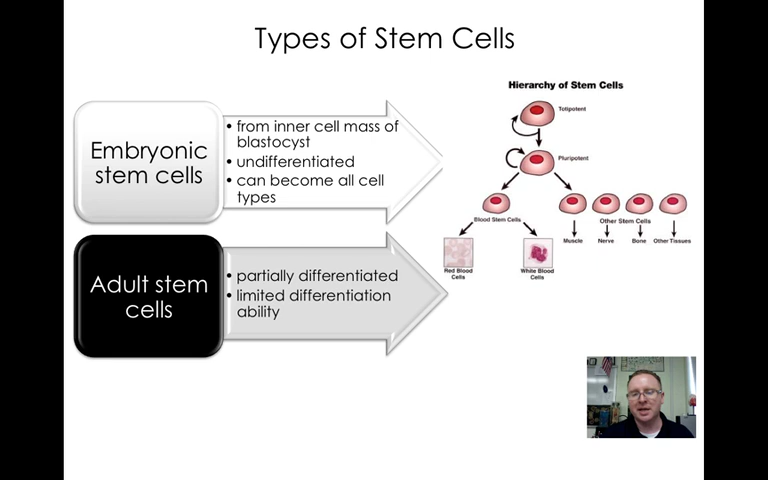 Types of Stem Cells
Embryonic
stem cells
• from inner cell mass of
blastocyst
• undifferentiated
• can become all cell
types
Adult stem
cells
• partially differentiated
• limited differentiation
ability
Hierarchy of Stem Cells
Totipotent
Pluripotent
Blood Stem Cells
Other Stem Cells
Red Blood
Cells
White Blood
Cells
Muscle
Nerve
Bone
Other Tissues